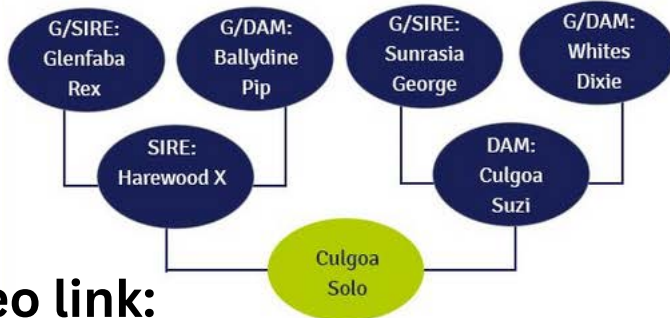 G/SIRE:
Glenfaba
Rex
G/DAM:
Ballydine
Pip
G/SIRE:
Sunrasia
George
G/DAM:
Whites
Dixie
SIRE:
Harewood X
DAM:
Culgoa
Suzi
Culgoa
Solo
eo link: